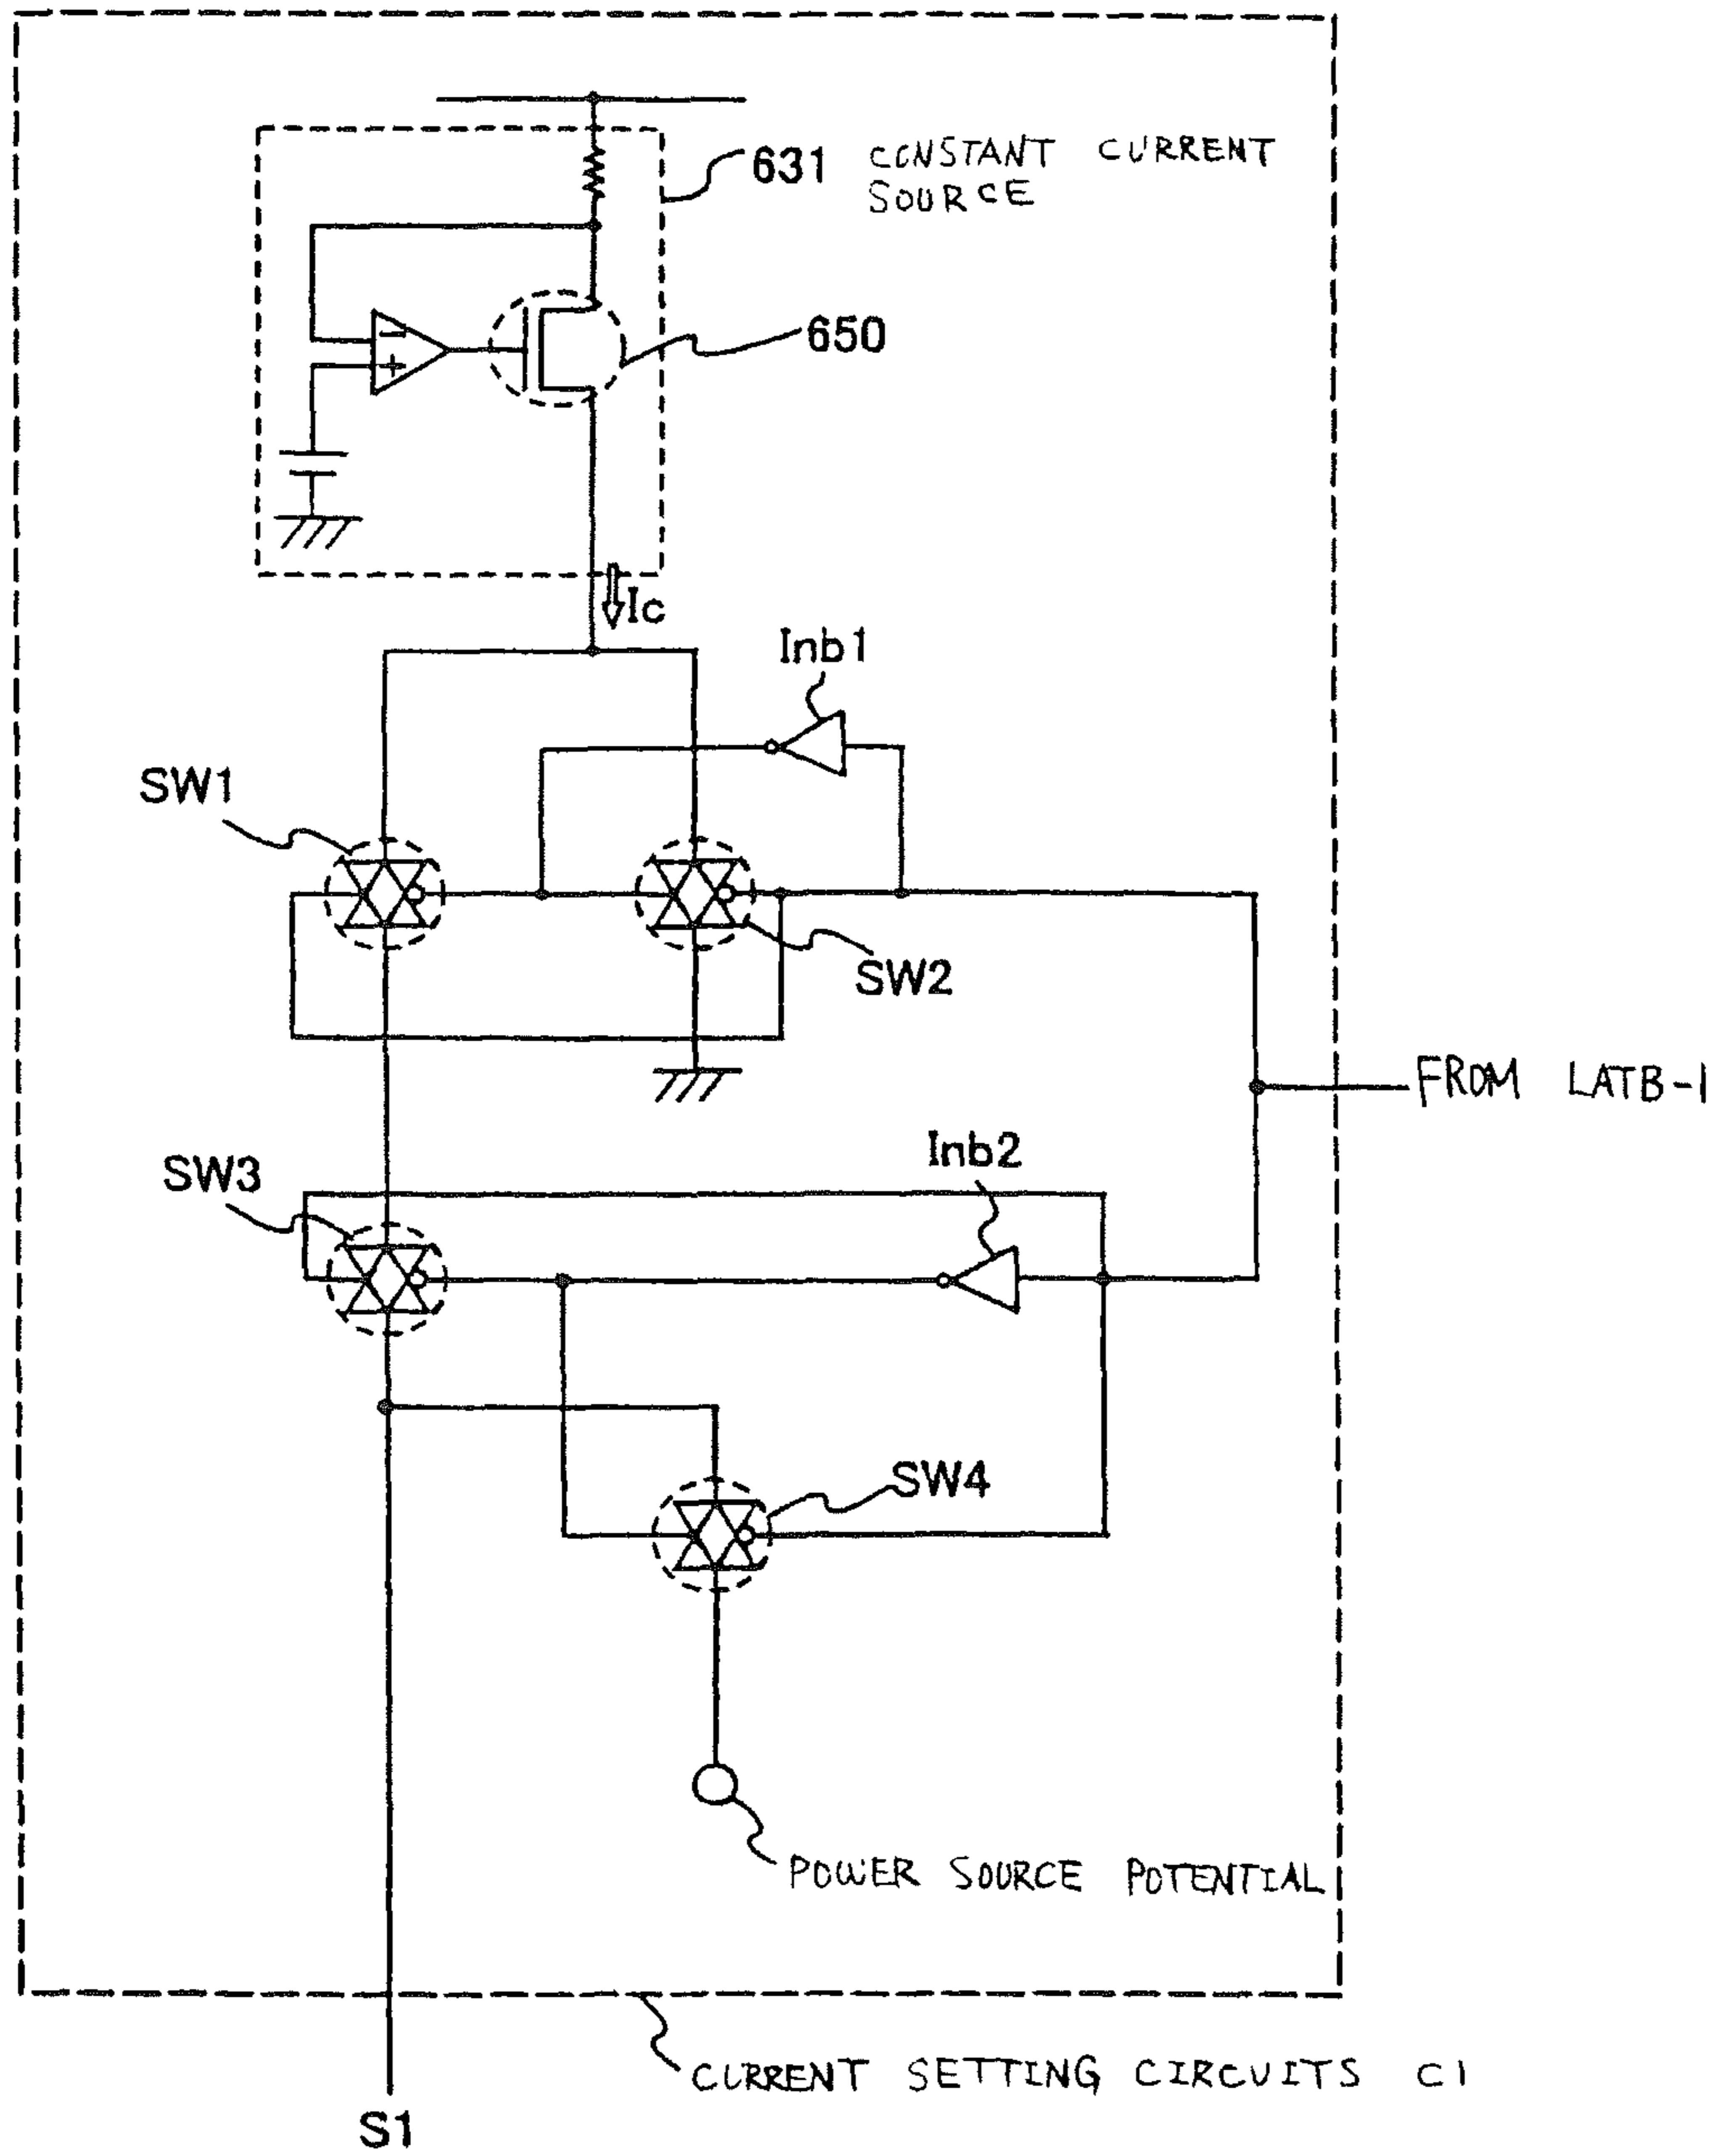 631 CONSTANT CURRENT
SOURCE
650
Ic
Inb1
SW1
SW2
FROM LATB-1
Inb2
SW3
SW4
POWER SOURCE POTENTIAL
CURRENT SETTING CIRCUITS C1
S1